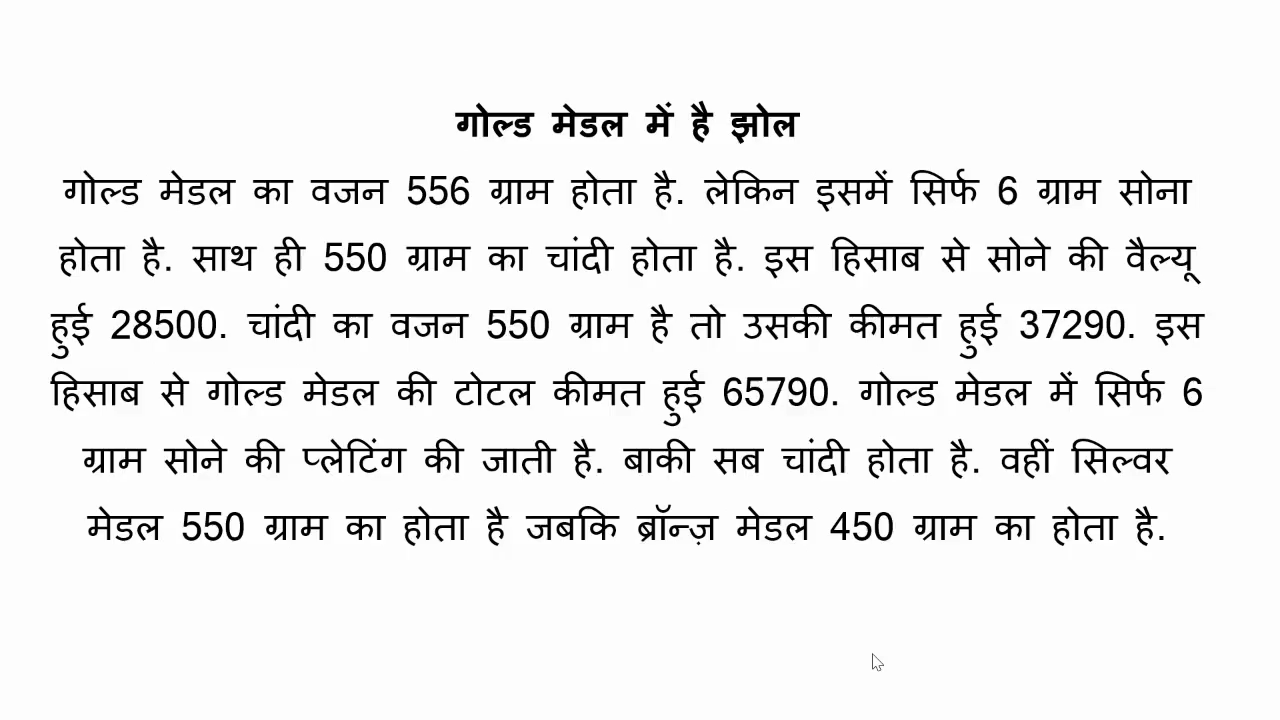 गोल्ड मेडल में है झोल
गोल्ड मेडल का वजन 556 ग्राम होता है. लेकिन इसमें सिर्फ 6 ग्राम सोना
होता है. साथ ही 550 ग्राम का चांदी होता है. इस हिसाब से सोने की वैल्यू
हुई 28500. चांदी का वजन 550 ग्राम है तो उसकी कीमत हुई 37290. इस
हिसाब से गोल्ड मेडल की टोटल कीमत हुई 65790. गोल्ड मेडल में सिर्फ 6
ग्राम सोने की प्लेटिंग की जाती है. बाकी सब चांदी होता है. वहीं सिल्वर
मेडल 550 ग्राम का होता है जबकि ब्रॉन्ज़ मेडल 450 ग्राम का होता है.